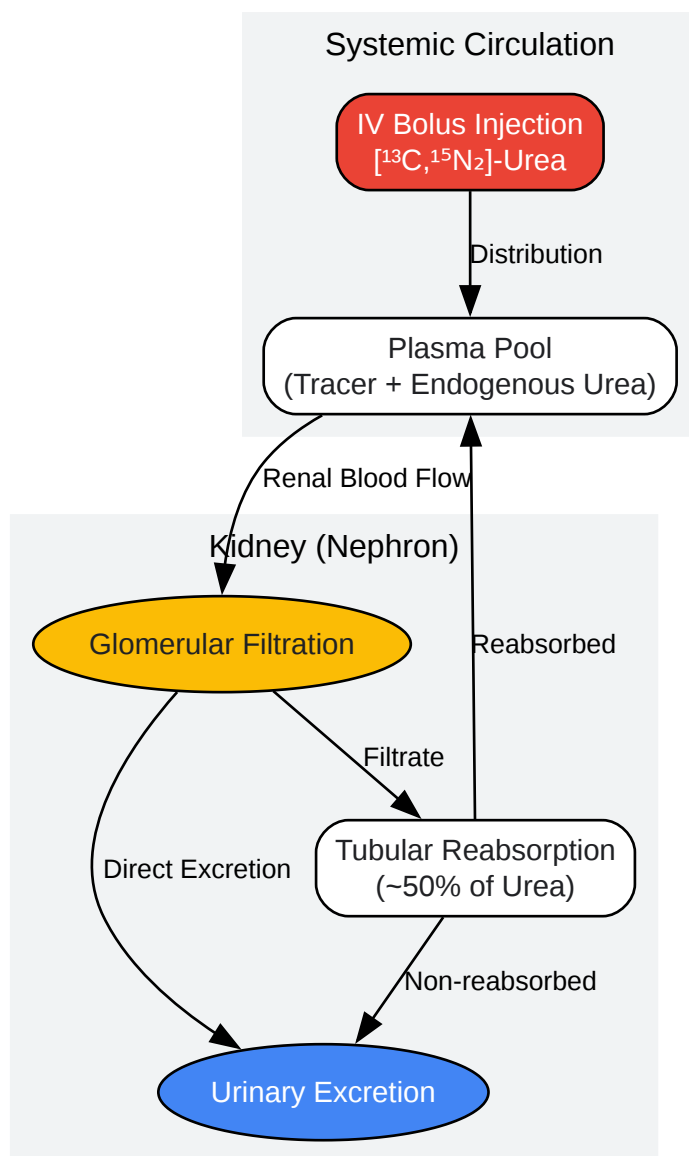 Systemic Circulation
IV Bolus Injection
[¹³C,¹⁵N₂]-Urea
Distribution
Plasma Pool
(Tracer + Endogenous Urea)
Renal Blood Flow
Kidney (Nephron)
Glomerular Filtration
Reabsorbed
Filtrate
Tubular Reabsorption
(~50% of Urea)
Direct Excretion
Non-reabsorbed
Urinary Excretion